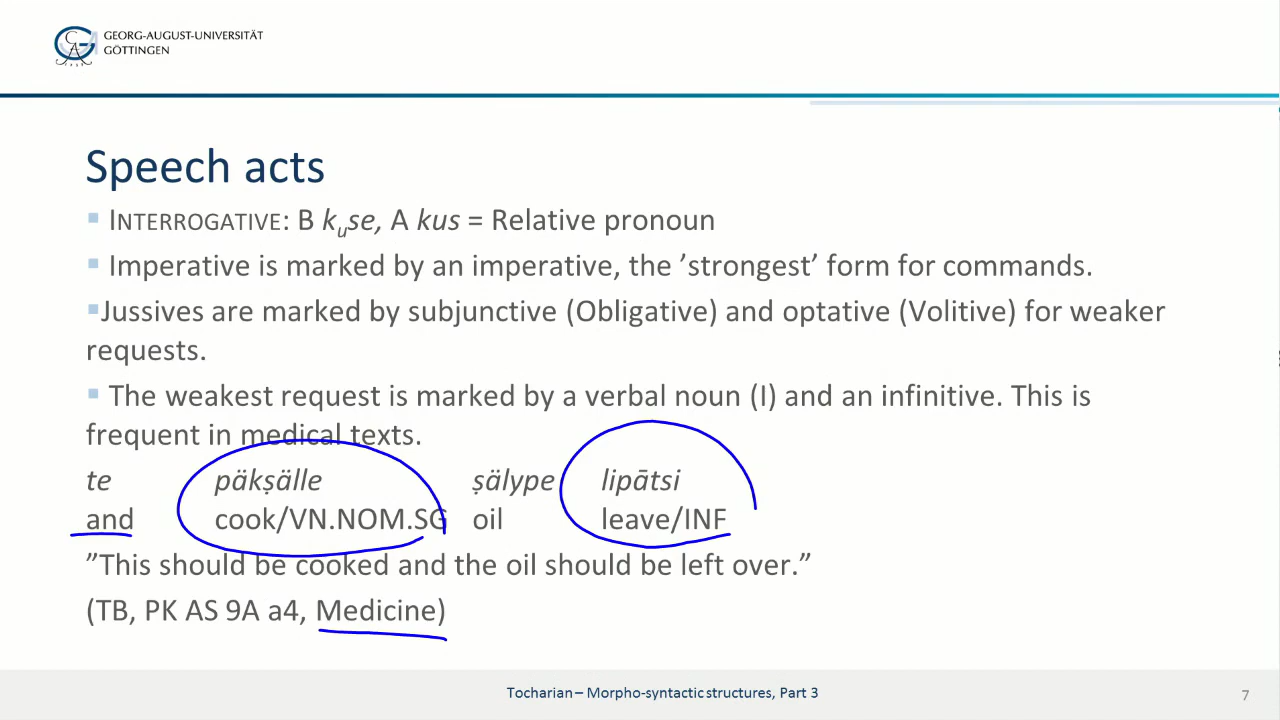 GEORG-AUGUST-UNIVERSITÄT
GÖTTINGEN
Speech acts
▪ INTERROGATIVE: B kᵤse, A kus = Relative pronoun
▪ Imperative is marked by an imperative, the ’strongest’ form for commands.
▪Jussives are marked by subjunctive (Obligative) and optative (Volitive) for weaker
requests.
▪ The weakest request is marked by a verbal noun (I) and an infinitive. This is
frequent in medical texts.
te päkṣälle ṣälype lipātsi
and cook/VN.NOM.SG oil leave/INF
”This should be cooked and the oil should be left over.”
(TB, PK AS 9A a4, Medicine)
Tocharian – Morpho-syntactic structures, Part 3
7